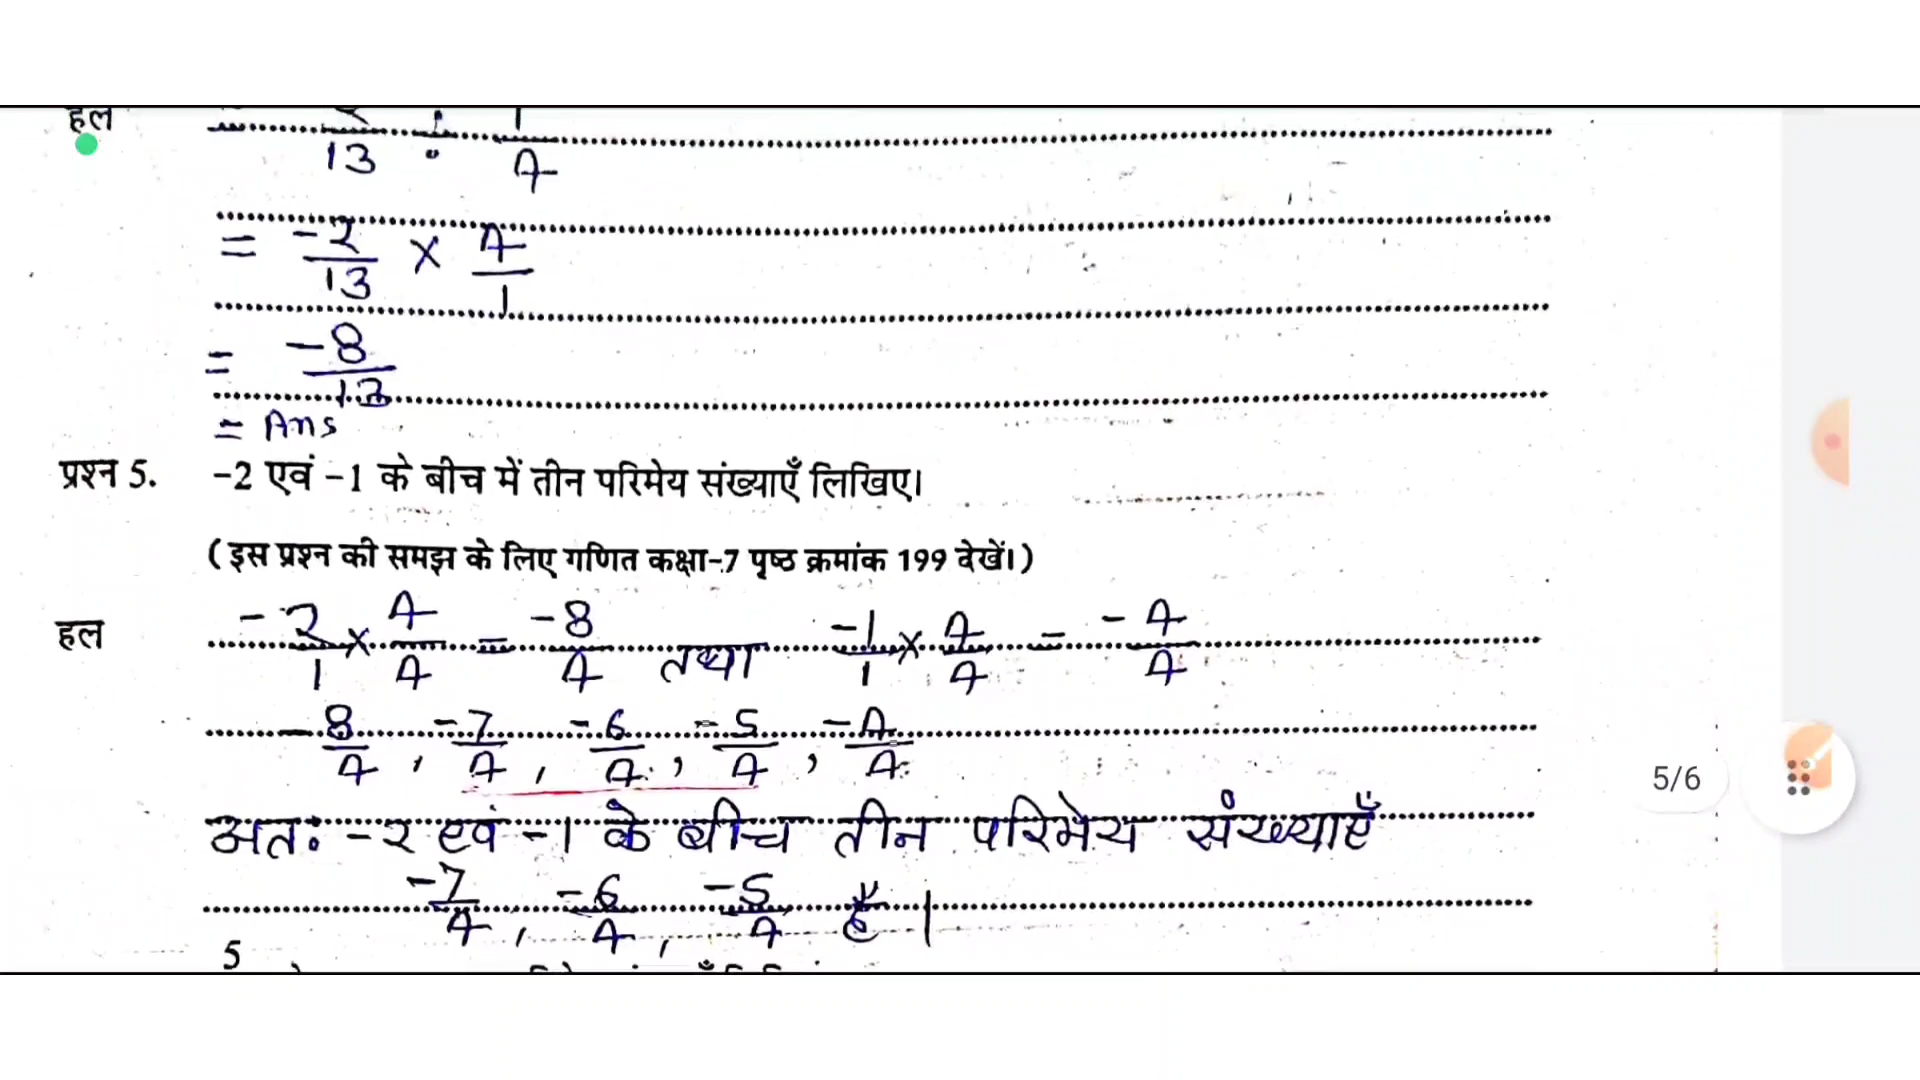 हल
13 ÷ 1/4
= -2/13 × 4/1
= -8/13
= Ans
प्रश्न 5. -2 एवं -1 के बीच में तीन परिमेय संख्याएँ लिखिए।
(इस प्रश्न की समझ के लिए गणित कक्षा-7 पृष्ठ क्रमांक 199 देखें।)
हल -2/1 × 4/4 = -8/4 तथा -1/1 × 4/4 = -4/4
-8/4, -7/4, -6/4, -5/4, -4/4
अतः -2 एवं -1 के बीच तीन परिमेय संख्याएँ
-7/4, -6/4, -5/4 हैं।
5
5/6